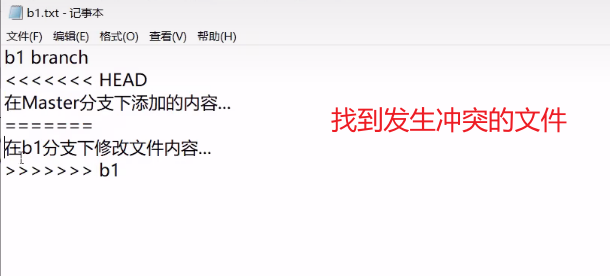 b1.txt - 记事本
文件(F) 编辑(E) 格式(O) 查看(V) 帮助(H)
b1 branch
<<<<<<< HEAD
在Master分支下添加的内容...
=======
在b1分支下修改文件内容...
>>>>>>> b1
找到发生冲突的文件